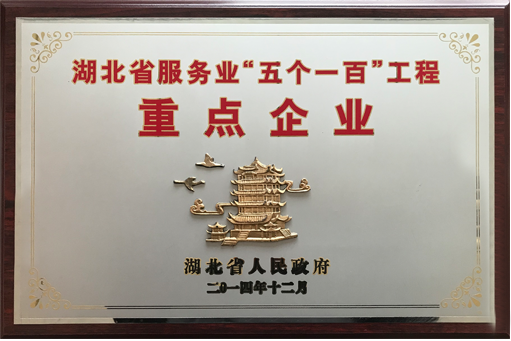 湖北省服务业“五个一百”工程
重点企业
湖北省人民政府
二0一四年十二月